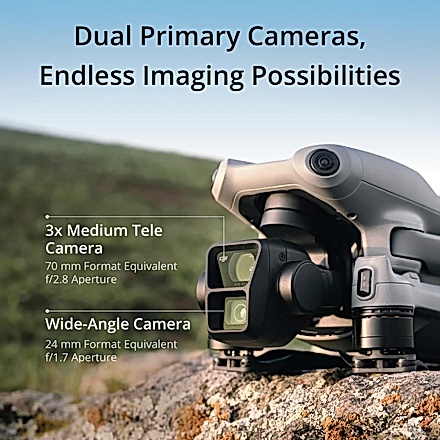 Dual Primary Cameras,
Endless Imaging Possibilities
3x Medium Tele
Camera
70 mm Format Equivalent
f/2.8 Aperture
Wide-Angle Camera
24 mm Format Equivalent
f/1.7 Aperture